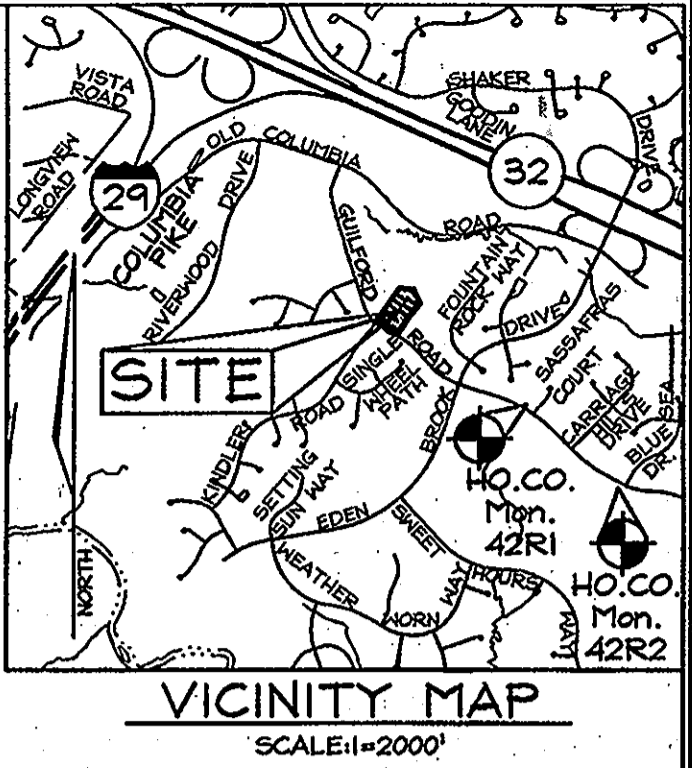 VISTA
ROAD
LONGVIEW
ROAD
29
COLUMBIA
PIKE
OLD COLUMBIA
ROAD
RIVERWOOD
DRIVE
GUILFORD
ROAD
SHAKER
DRIVE
GOODIN
LANE
32
FOUNTAIN
ROCK WAY
SITE
SINGLE
WHEEL
PATH
KINDLER
ROAD
BROOK
DRIVE
SASSAFRAS
COURT
CARRIAGE
HILLS
DRIVE
BLUE SEA
DR.
SETTING
SUN WAY
EDEN
SWEET
HOURS
WAY
WEATHER
WORN
WAY
HO.CO.
Mon.
42R1
HO.CO.
Mon.
42R2
NORTH
VICINITY MAP
SCALE:1=2000'